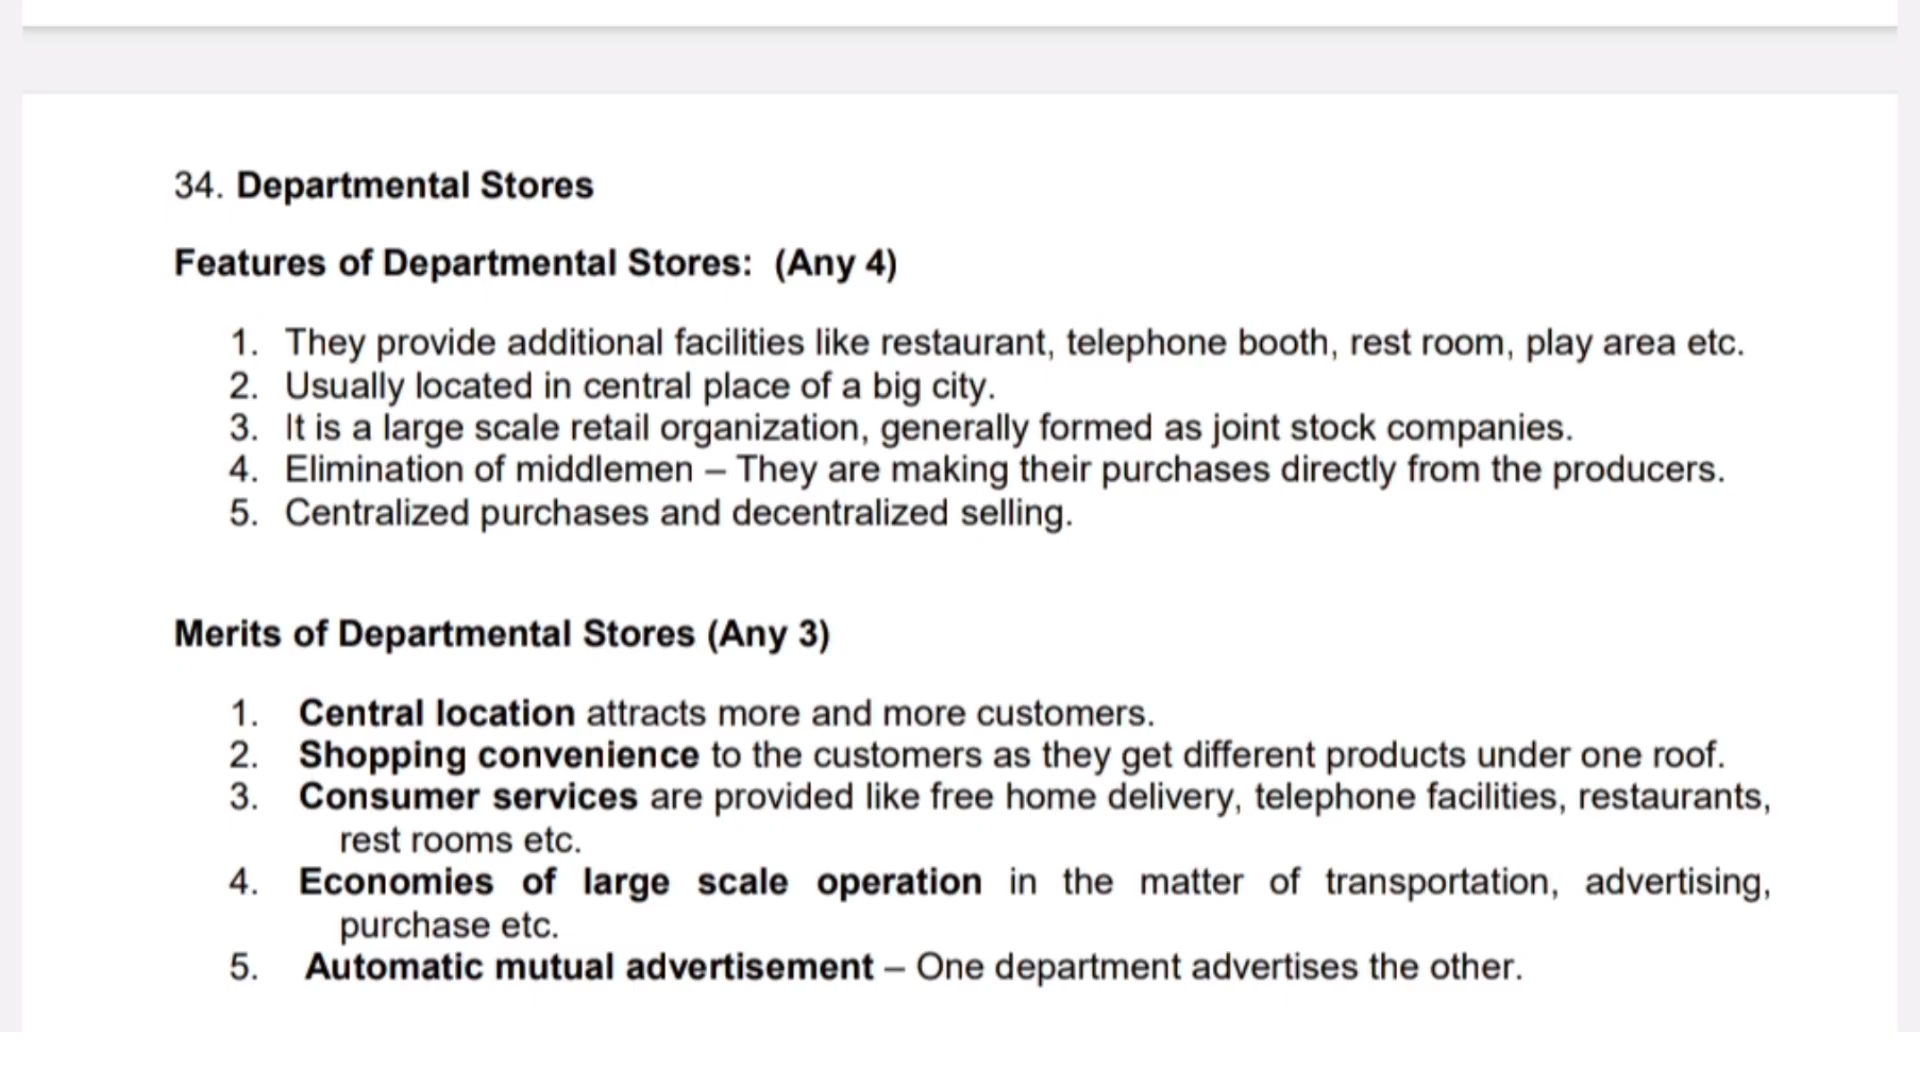 34. Departmental Stores
Features of Departmental Stores: (Any 4)
1. They provide additional facilities like restaurant, telephone booth, rest room, play area etc.
2. Usually located in central place of a big city.
3. It is a large scale retail organization, generally formed as joint stock companies.
4. Elimination of middlemen – They are making their purchases directly from the producers.
5. Centralized purchases and decentralized selling.
Merits of Departmental Stores (Any 3)
1. Central location attracts more and more customers.
2. Shopping convenience to the customers as they get different products under one roof.
3. Consumer services are provided like free home delivery, telephone facilities, restaurants,
rest rooms etc.
4. Economies of large scale operation in the matter of transportation, advertising,
purchase etc.
5. Automatic mutual advertisement – One department advertises the other.